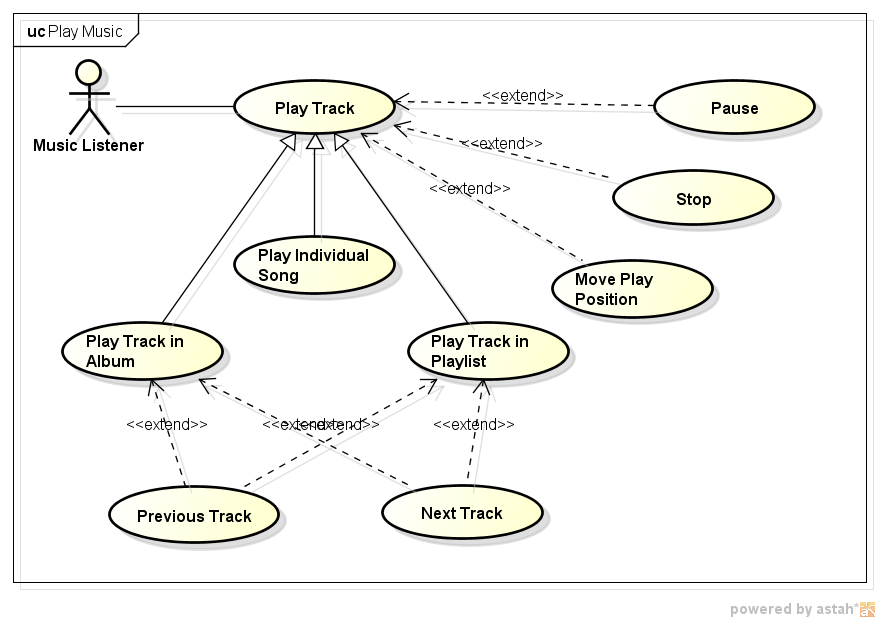 uc Play Music
Music Listener
Play Track
<<extend>>
Pause
<<extend>>
Stop
<<extend>>
Play Individual
Song
Move Play
Position
Play Track in
Album
Play Track in
Playlist
<<extend>>
<<extend>>
<<extend>>
<<extend>>
Previous Track
Next Track
powered by astah*